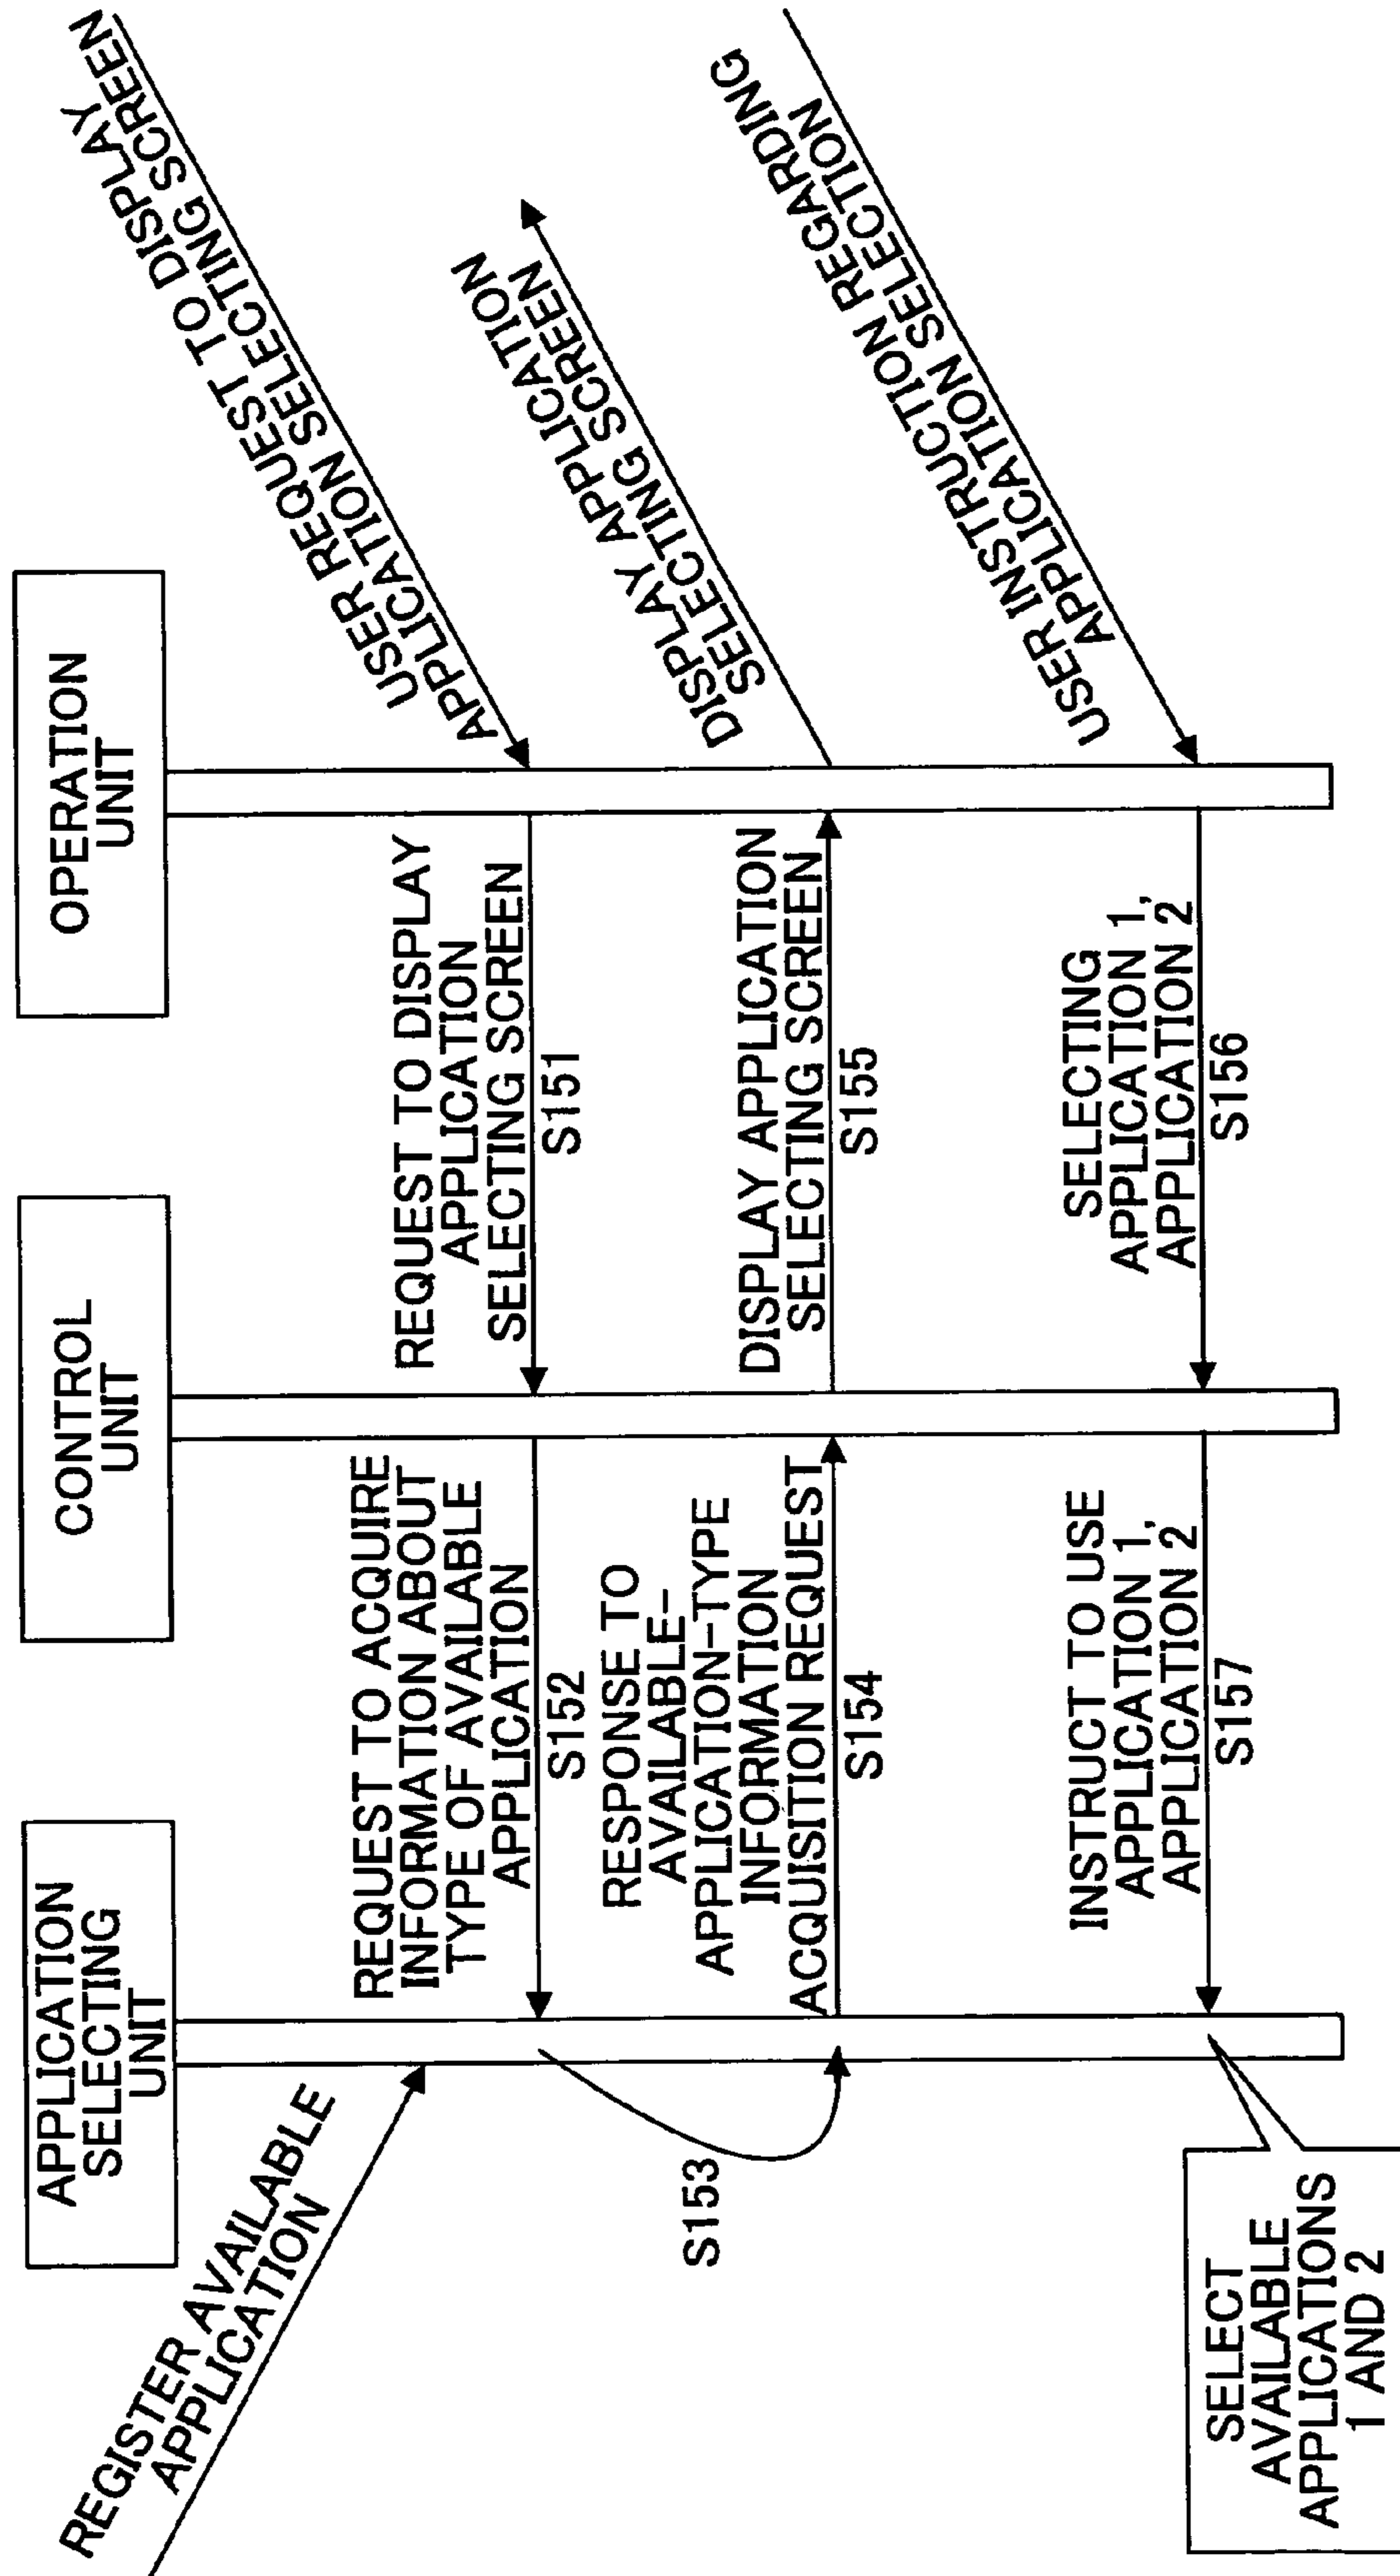 APPLICATION
SELECTING
UNIT
CONTROL
UNIT
OPERATION
UNIT
REGISTER AVAILABLE
APPLICATION
USER REQUEST TO DISPLAY
APPLICATION SELECTING SCREEN
REQUEST TO DISPLAY
APPLICATION
SELECTING SCREEN
S151
REQUEST TO ACQUIRE
INFORMATION ABOUT
TYPE OF AVAILABLE
APPLICATION
S152
S153
RESPONSE TO
AVAILABLE-
APPLICATION-TYPE
INFORMATION
ACQUISITION REQUEST
S154
DISPLAY APPLICATION
SELECTING SCREEN
S155
DISPLAY APPLICATION
SELECTING SCREEN
USER INSTRUCTION REGARDING
APPLICATION SELECTION
SELECTING
APPLICATION 1,
APPLICATION 2
S156
INSTRUCT TO USE
APPLICATION 1,
APPLICATION 2
S157
SELECT
AVAILABLE
APPLICATIONS
1 AND 2